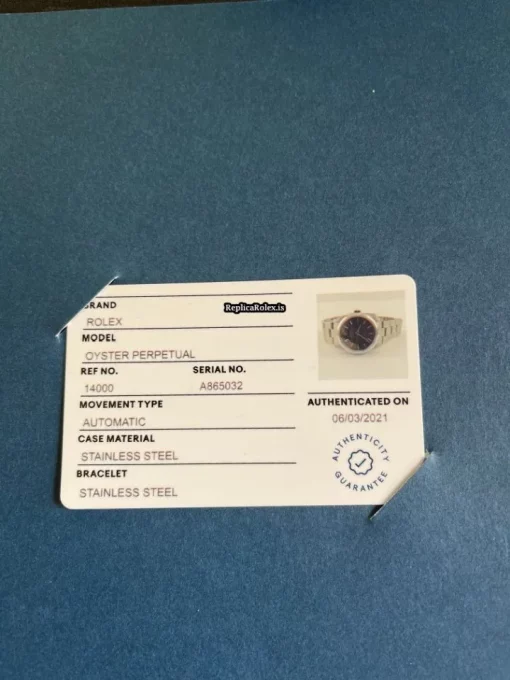 BRAND
ReplicaRolex.is
ROLEX
MODEL
OYSTER PERPETUAL
REF NO. SERIAL NO.
14000 A865032
MOVEMENT TYPE
AUTOMATIC
CASE MATERIAL
STAINLESS STEEL
BRACELET
STAINLESS STEEL
AUTHENTICATED ON
06/03/2021
AUTHENTICITY
GUARANTEE